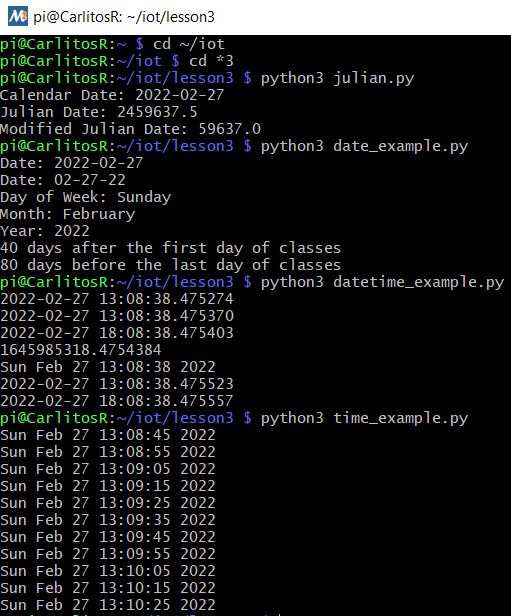 pi@CarlitosR: ~/iot/lesson3
pi@CarlitosR:~ $ cd ~/iot
pi@CarlitosR:~/iot $ cd *3
pi@CarlitosR:~/iot/lesson3 $ python3 julian.py
Calendar Date: 2022-02-27
Julian Date: 2459637.5
Modified Julian Date: 59637.0
pi@CarlitosR:~/iot/lesson3 $ python3 date_example.py
Date: 2022-02-27
Date: 02-27-22
Day of Week: Sunday
Month: February
Year: 2022
40 days after the first day of classes
80 days before the last day of classes
pi@CarlitosR:~/iot/lesson3 $ python3 datetime_example.py
2022-02-27 13:08:38.475274
2022-02-27 13:08:38.475370
2022-02-27 18:08:38.475403
1645985318.4754384
Sun Feb 27 13:08:38 2022
2022-02-27 13:08:38.475523
2022-02-27 18:08:38.475557
pi@CarlitosR:~/iot/lesson3 $ python3 time_example.py
Sun Feb 27 13:08:45 2022
Sun Feb 27 13:08:55 2022
Sun Feb 27 13:09:05 2022
Sun Feb 27 13:09:15 2022
Sun Feb 27 13:09:25 2022
Sun Feb 27 13:09:35 2022
Sun Feb 27 13:09:45 2022
Sun Feb 27 13:09:55 2022
Sun Feb 27 13:10:05 2022
Sun Feb 27 13:10:15 2022
Sun Feb 27 13:10:25 2022